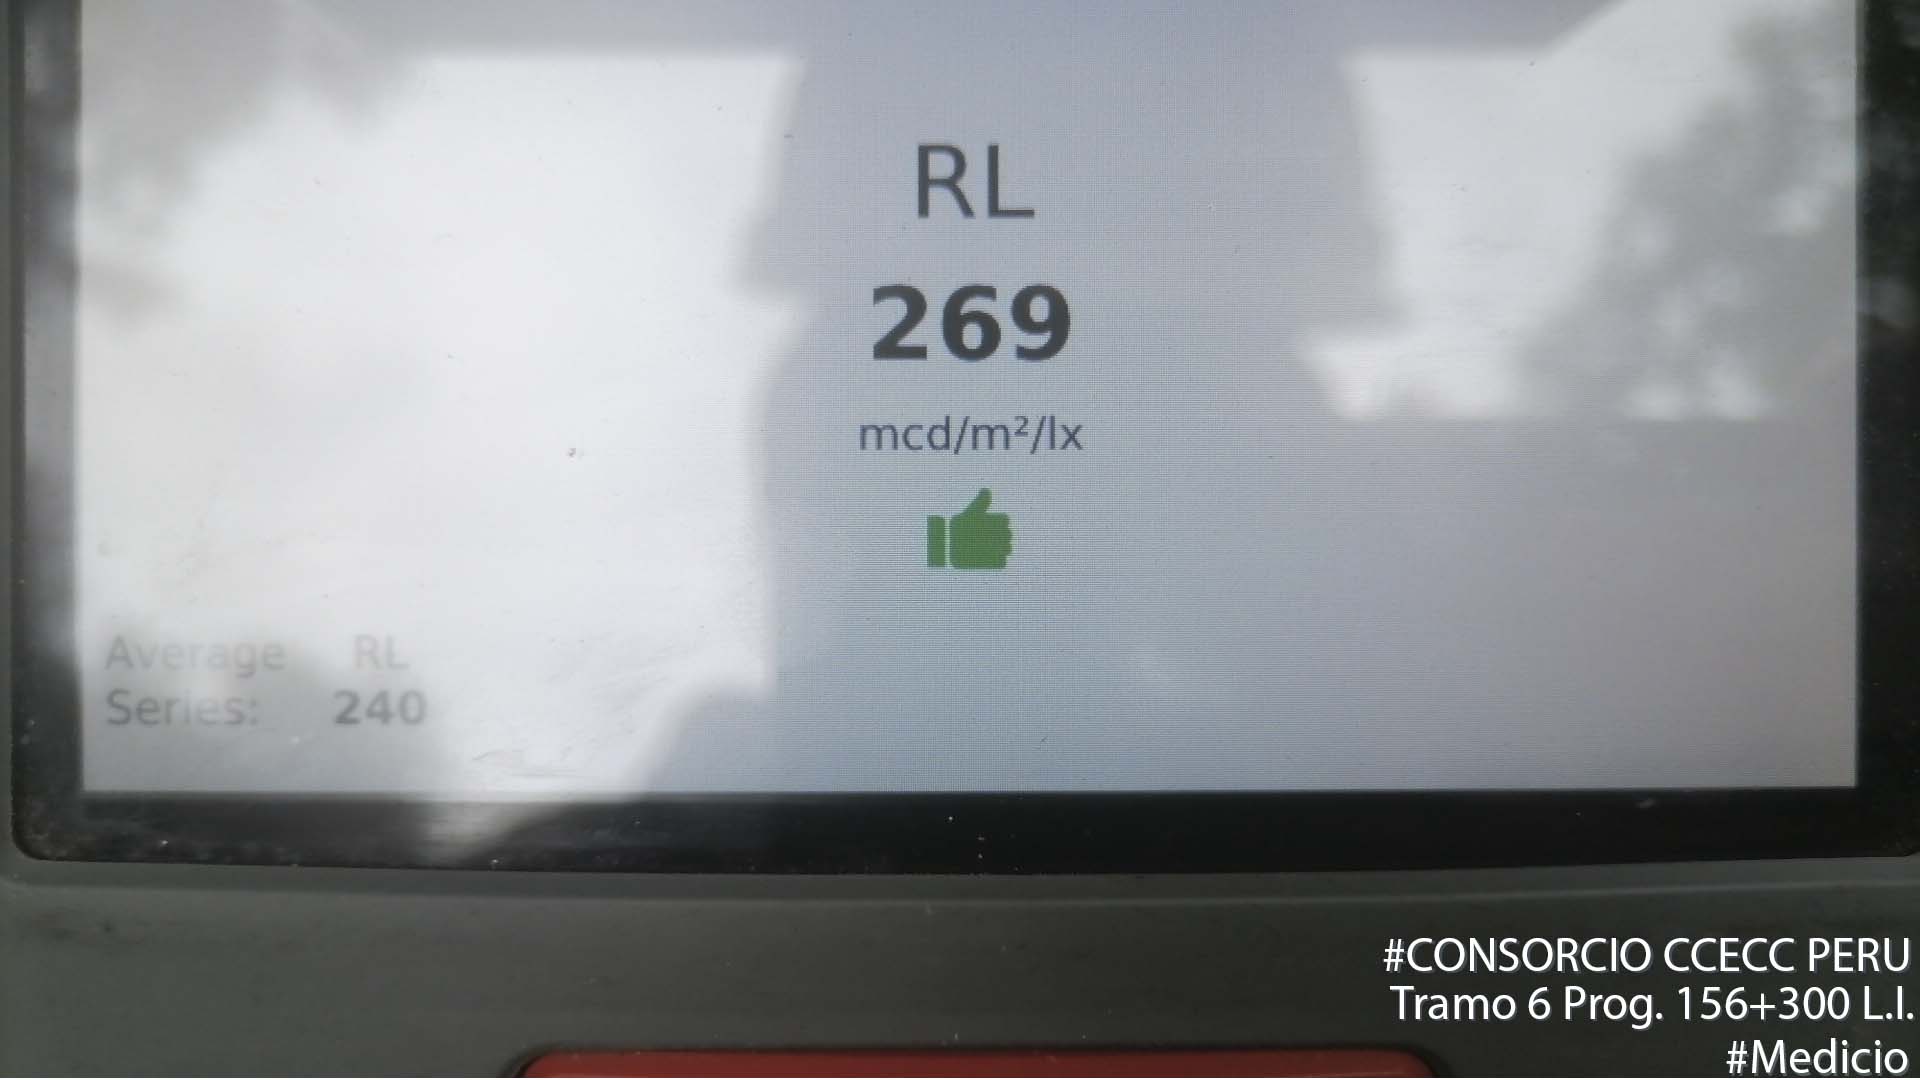 RL
269
mcd/m²/lx
Average RL
Series: 240
#CONSORCIO CCECC PERU
Tramo 6 Prog. 156+300 L.I.
#Medicio